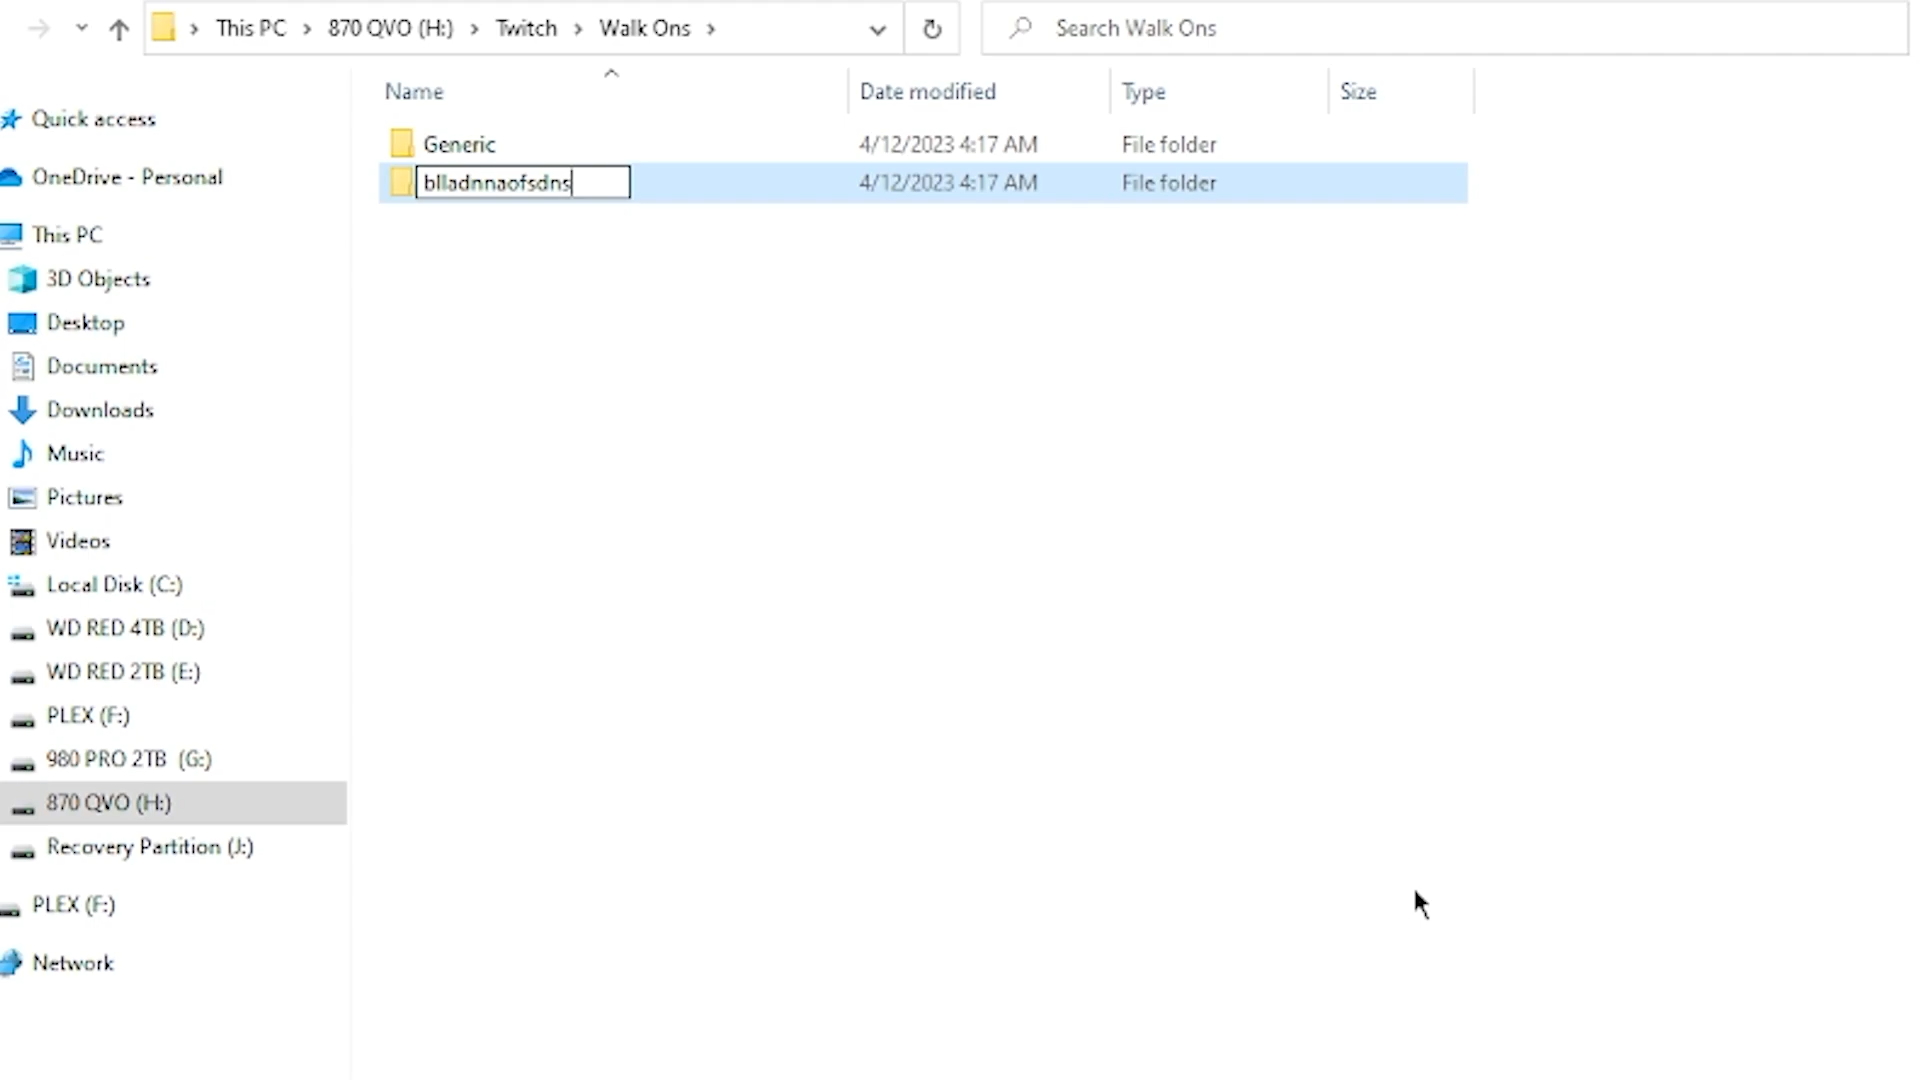 This PC > 870 QVO (H:) > Twitch > Walk Ons >
Search Walk Ons
Name Date modified Type Size
Generic 4/12/2023 4:17 AM File folder
blladnnaofsdns 4/12/2023 4:17 AM File folder
Quick access
OneDrive - Personal
This PC
3D Objects
Desktop
Documents
Downloads
Music
Pictures
Videos
Local Disk (C:)
WD RED 4TB (D:)
WD RED 2TB (E:)
PLEX (F:)
980 PRO 2TB (G:)
870 QVO (H:)
Recovery Partition (J:)
PLEX (F:)
Network